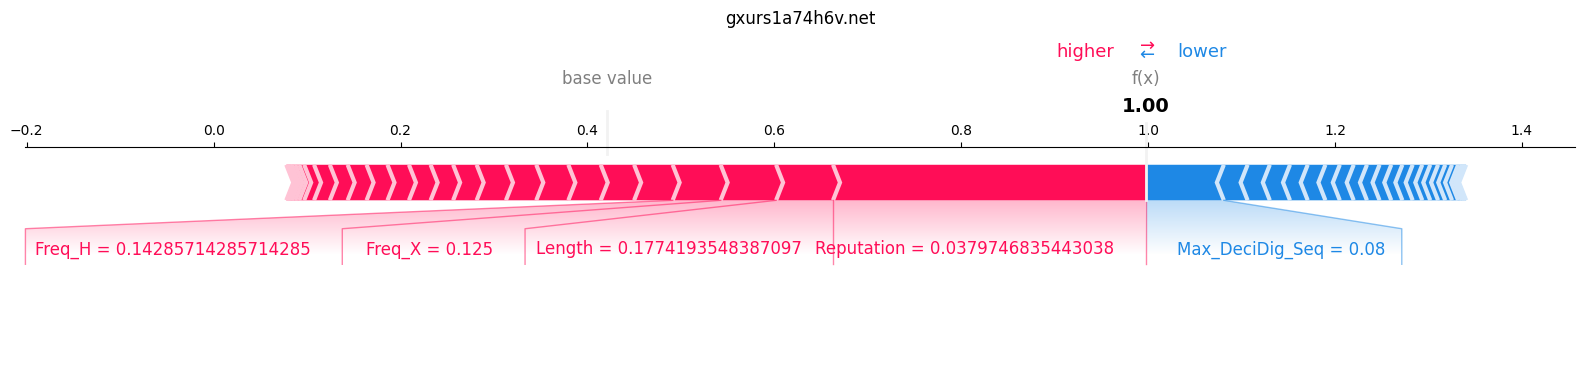 gxurs1a74h6v.net
higher ⇄ lower
base value f(x)
1.00
−0.2 0.0 0.2 0.4 0.6 0.8 1.0 1.2 1.4
Freq_H = 0.14285714285714285 Freq_X = 0.125 Length = 0.1774193548387097 Reputation = 0.0379746835443038 Max_DeciDig_Seq = 0.08